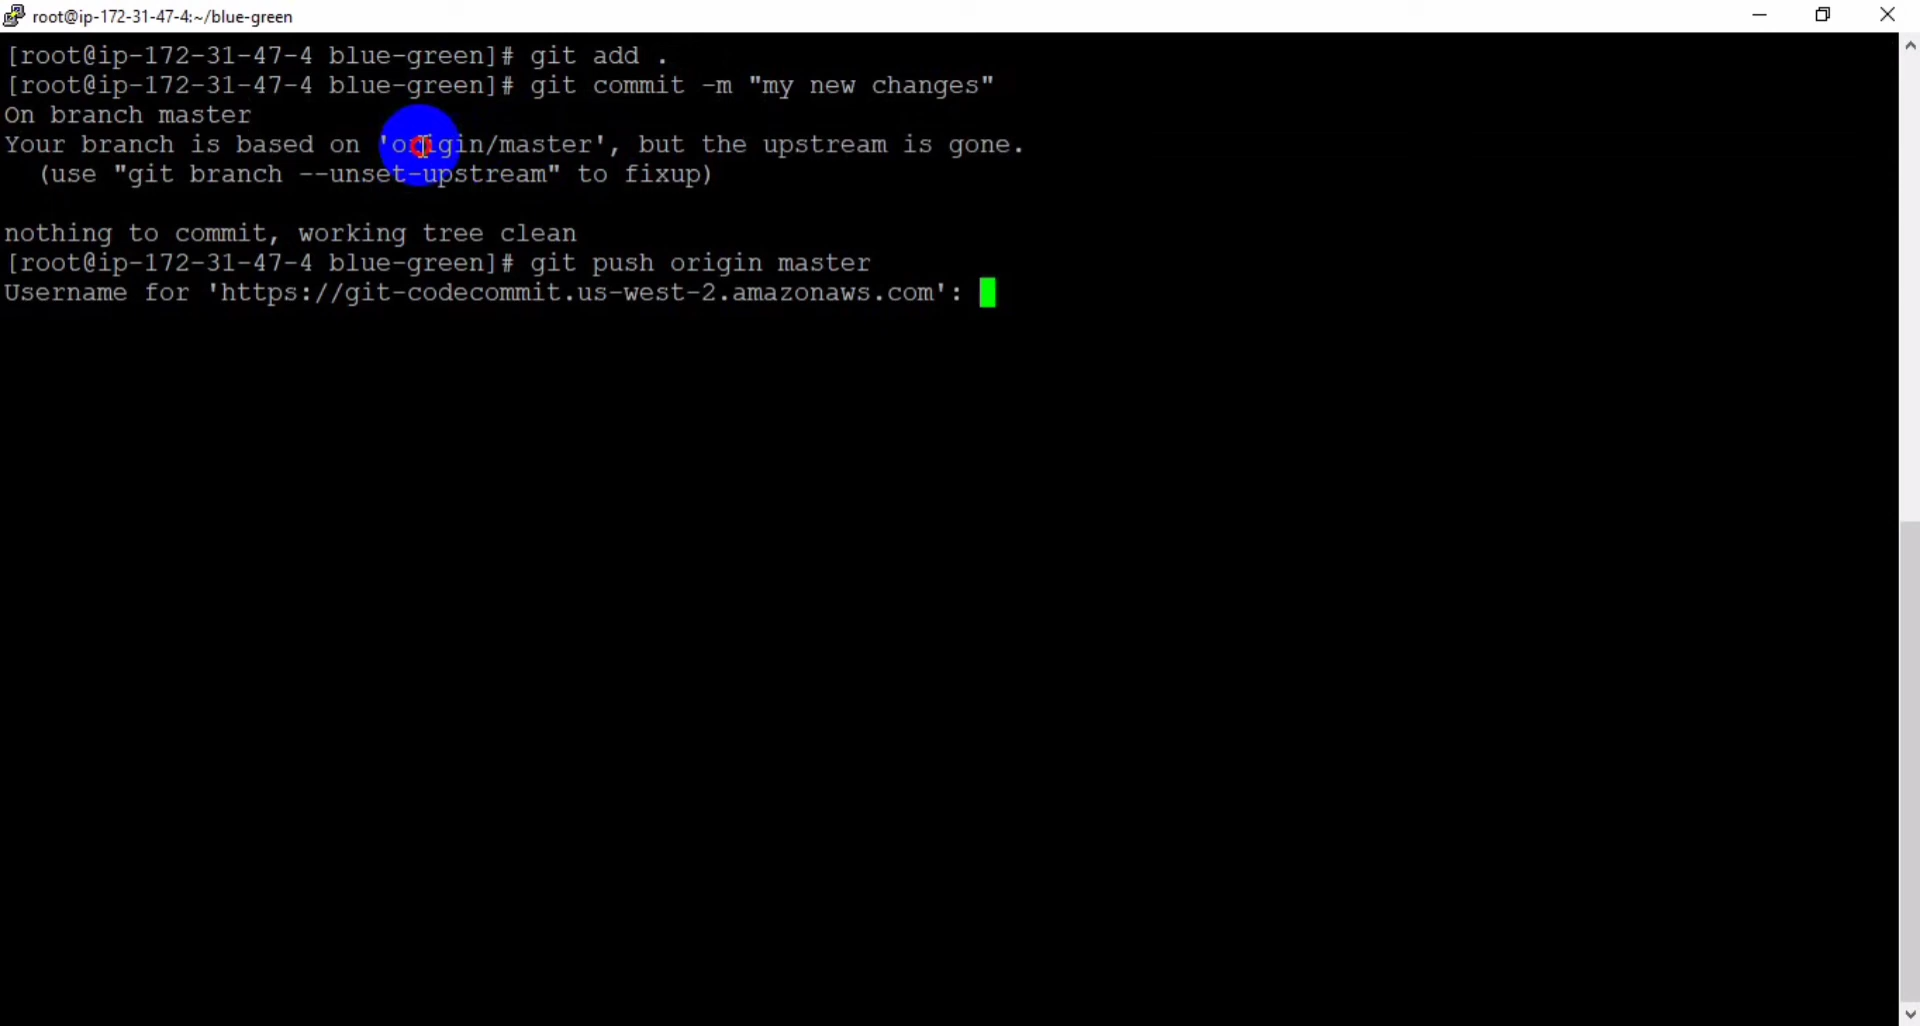 root@ip-172-31-47-4:~/blue-green
[root@ip-172-31-47-4 blue-green]# git add .
[root@ip-172-31-47-4 blue-green]# git commit -m "my new changes"
On branch master
Your branch is based on 'origin/master', but the upstream is gone.
  (use "git branch --unset-upstream" to fixup)
nothing to commit, working tree clean
[root@ip-172-31-47-4 blue-green]# git push origin master
Username for 'https://git-codecommit.us-west-2.amazonaws.com':